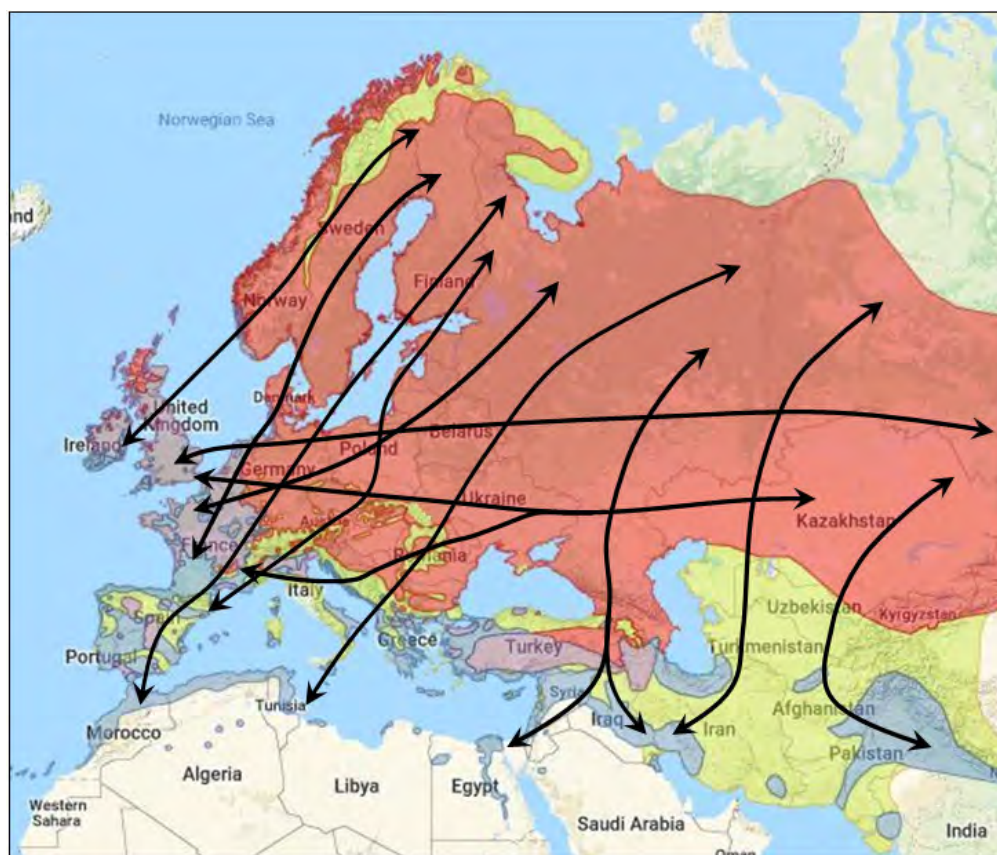 Norwegian Sea
Sweden
Finland
Norway
Denmark
United
Kingdom
Ireland
Belarus
Poland
Germany
Ukraine
Kazakhstan
Austria
France
Romania
Italy
Uzbekistan
Kyrgyzstan
Spain
Greece
Turkey
Turkmenistan
Portugal
Syria
Tunisia
Iraq
Iran
Afghanistan
Morocco
Pakistan
Algeria
Libya
Egypt
Western
Sahara
Saudi Arabia
India